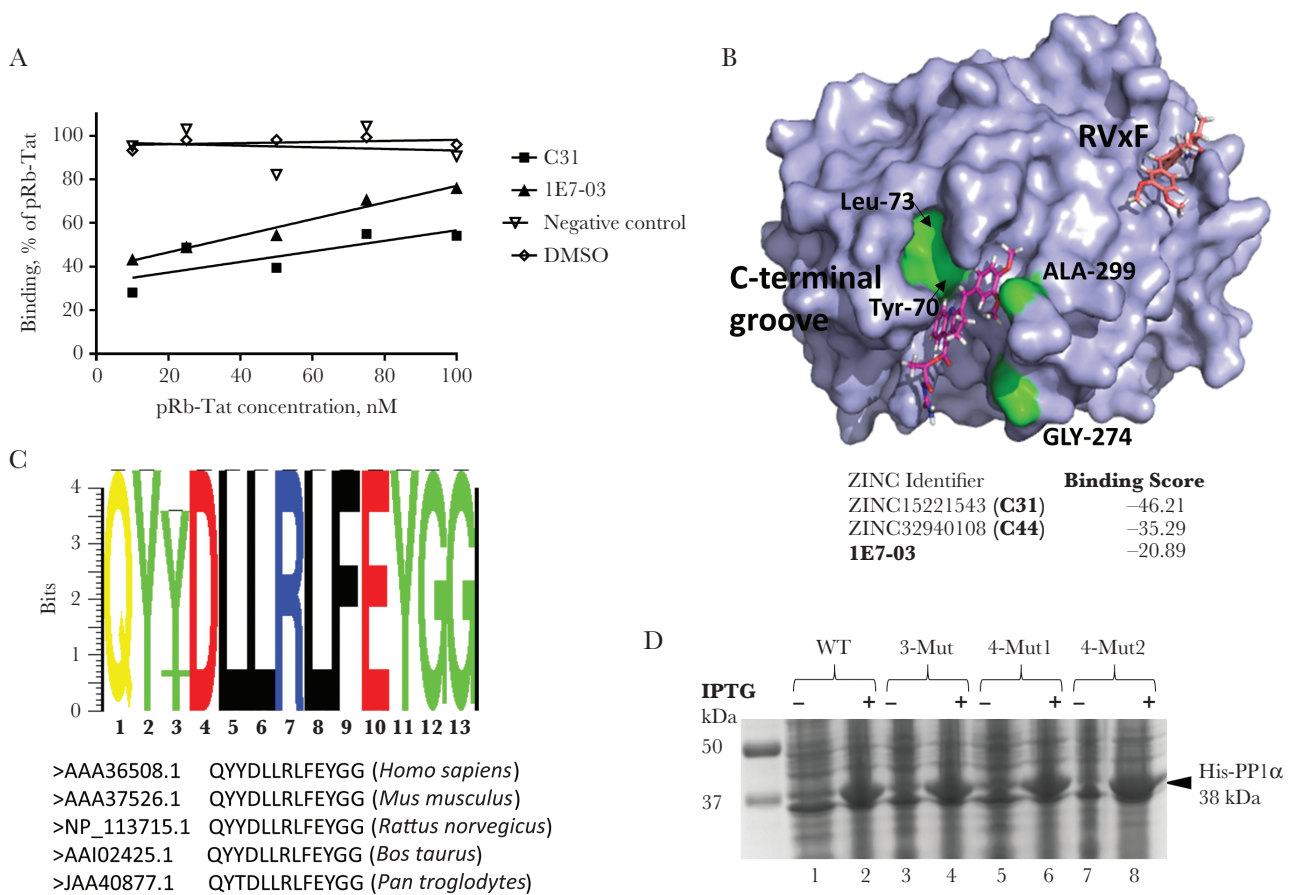 A
Binding, % of pRb-Tat
100
80
60
40
20
0
0 20 40 60 80 100
pRb-Tat concentration, nM
C31
1E7-03
Negative control
DMSO
B
RVxF
Leu-73
ALA-299
C-terminal
groove
Tyr-70
GLY-274
ZINC Identifier Binding Score
ZINC15221543 (C31) –46.21
ZINC32940108 (C44) –35.29
1E7-03 –20.89
C
Bits
4
3
2
1
0
QYYDLLRLFEYGG
T
1 2 3 4 5 6 7 8 9 10 11 12 13
>AAA36508.1 QYYDLLRLFEYGG (Homo sapiens)
>AAA37526.1 QYYDLLRLFEYGG (Mus musculus)
>NP_113715.1 QYYDLLRLFEYGG (Rattus norvegicus)
>AAI02425.1 QYYDLLRLFEYGG (Bos taurus)
>JAA40877.1 QYTDLLRLFEYGG (Pan troglodytes)
D
WT 3-Mut 4-Mut1 4-Mut2
IPTG – + – + – + – +
kDa
50
37
His-PP1α
38 kDa
1 2 3 4 5 6 7 8